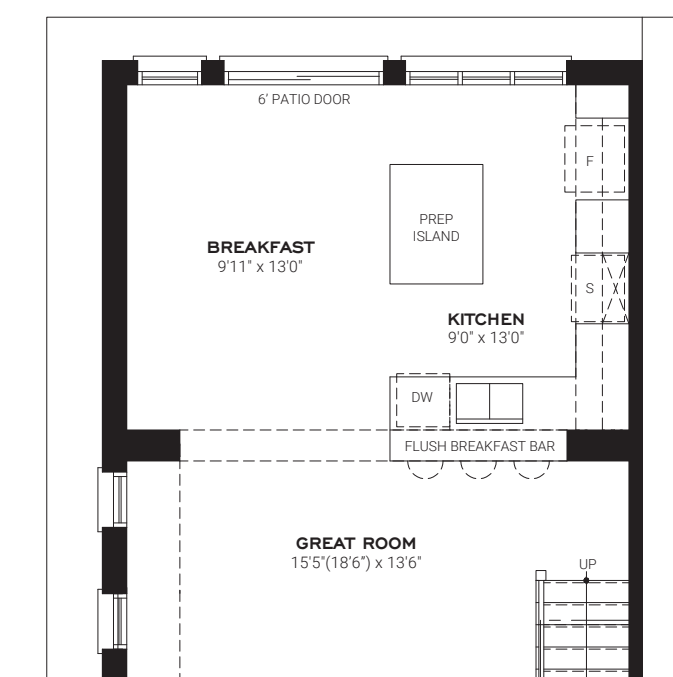 6' PATIO DOOR
F
PREP
ISLAND
BREAKFAST
9'11" x 13'0"
S
KITCHEN
9'0" x 13'0"
DW
FLUSH BREAKFAST BAR
GREAT ROOM
15'5"(18'6") x 13'6"
UP